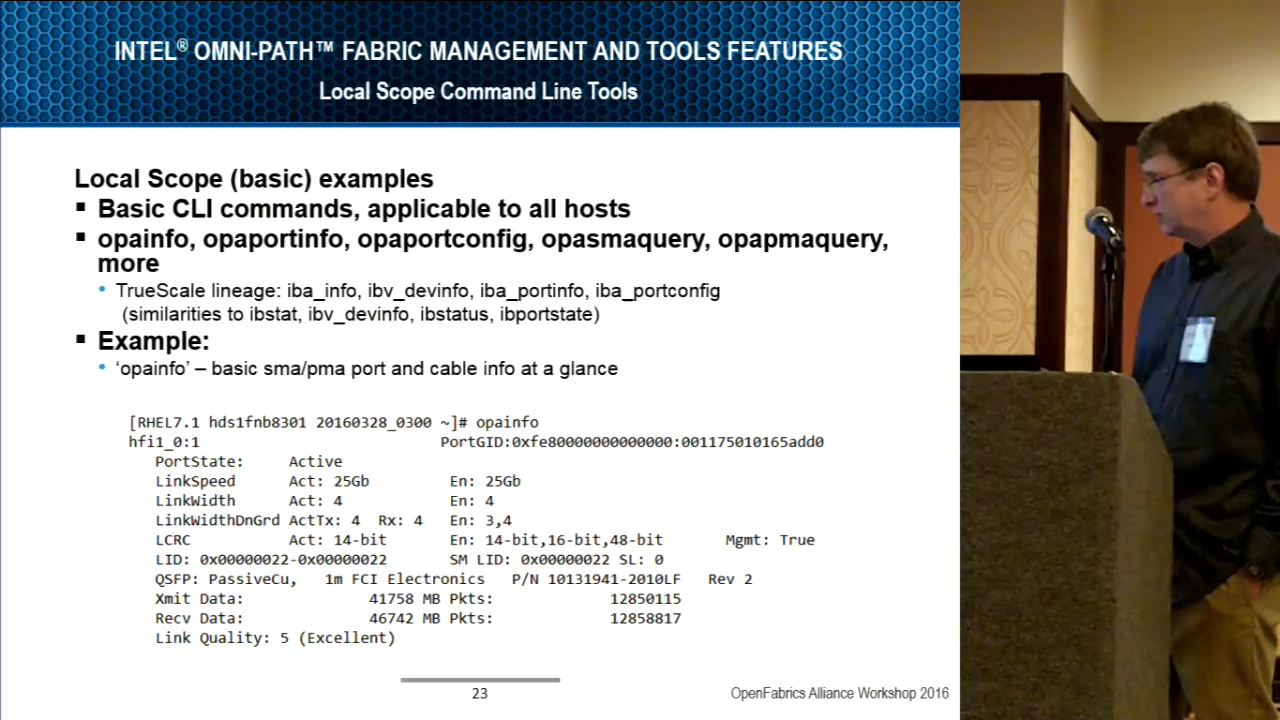 INTEL® OMNI-PATH™ FABRIC MANAGEMENT AND TOOLS FEATURES
Local Scope Command Line Tools
Local Scope (basic) examples
▪ Basic CLI commands, applicable to all hosts
▪ opainfo, opaportinfo, opaportconfig, opasmaquery, opapmaquery,
more
• TrueScale lineage: iba_info, ibv_devinfo, iba_portinfo, iba_portconfig
(similarities to ibstat, ibv_devinfo, ibstatus, ibportstate)
▪ Example:
• ‘opainfo’ – basic sma/pma port and cable info at a glance
[RHEL7.1 hds1fnb8301 20160328_0300 ~]# opainfo
hfi1_0:1 PortGID:0xfe80000000000000:001175010165add0
PortState: Active
LinkSpeed Act: 25Gb En: 25Gb
LinkWidth Act: 4 En: 4
LinkWidthDnGrd ActTx: 4 Rx: 4 En: 3,4
LCRC Act: 14-bit En: 14-bit,16-bit,48-bit Mgmt: True
LID: 0x00000022-0x00000022 SM LID: 0x00000022 SL: 0
QSFP: PassiveCu, 1m FCI Electronics P/N 10131941-2010LF Rev 2
Xmit Data: 41758 MB Pkts: 12850115
Recv Data: 46742 MB Pkts: 12858817
Link Quality: 5 (Excellent)
23
OpenFabrics Alliance Workshop 2016